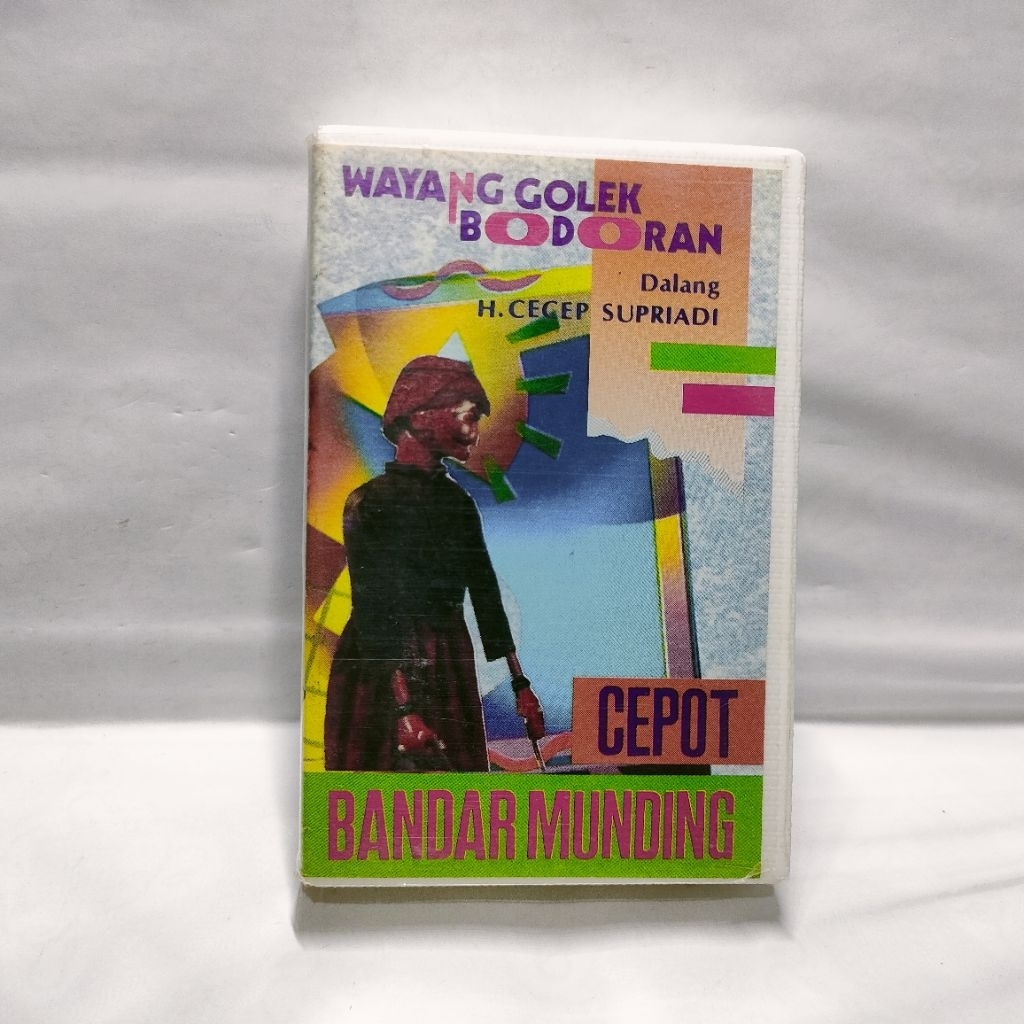 WAYANG GOLEK
BODORAN
Dalang
H. CECEP SUPRIADI
CEPOT
BANDAR MUNDING